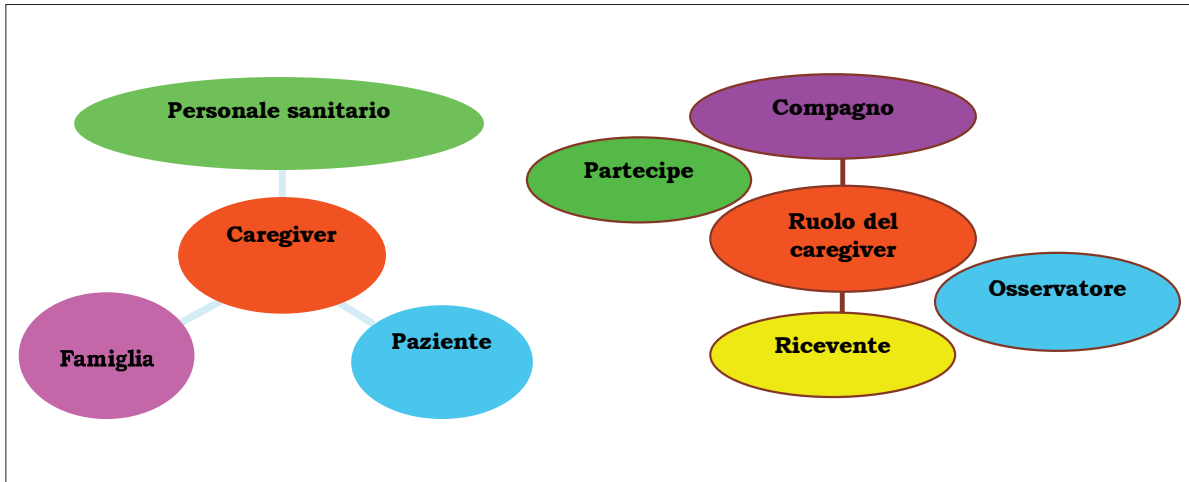 Personale sanitario
Caregiver
Famiglia
Paziente
Compagno
Partecipe
Ruolo del
caregiver
Osservatore
Ricevente